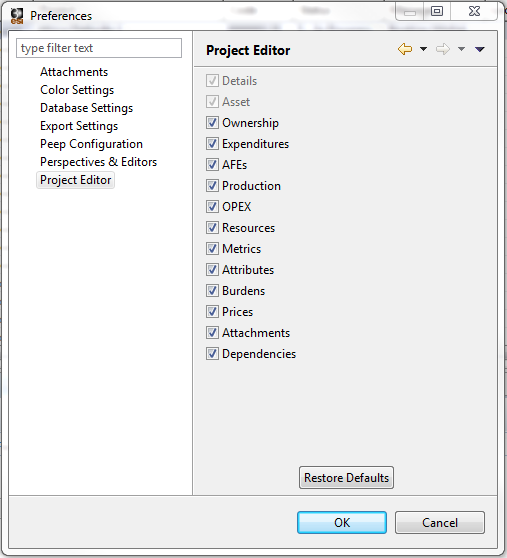 Preferences
type filter text
Attachments
Color Settings
Database Settings
Export Settings
Peep Configuration
Perspectives & Editors
Project Editor
Project Editor
Details
Asset
Ownership
Expenditures
AFEs
Production
OPEX
Resources
Metrics
Attributes
Burdens
Prices
Attachments
Dependencies
Restore Defaults
OK
Cancel